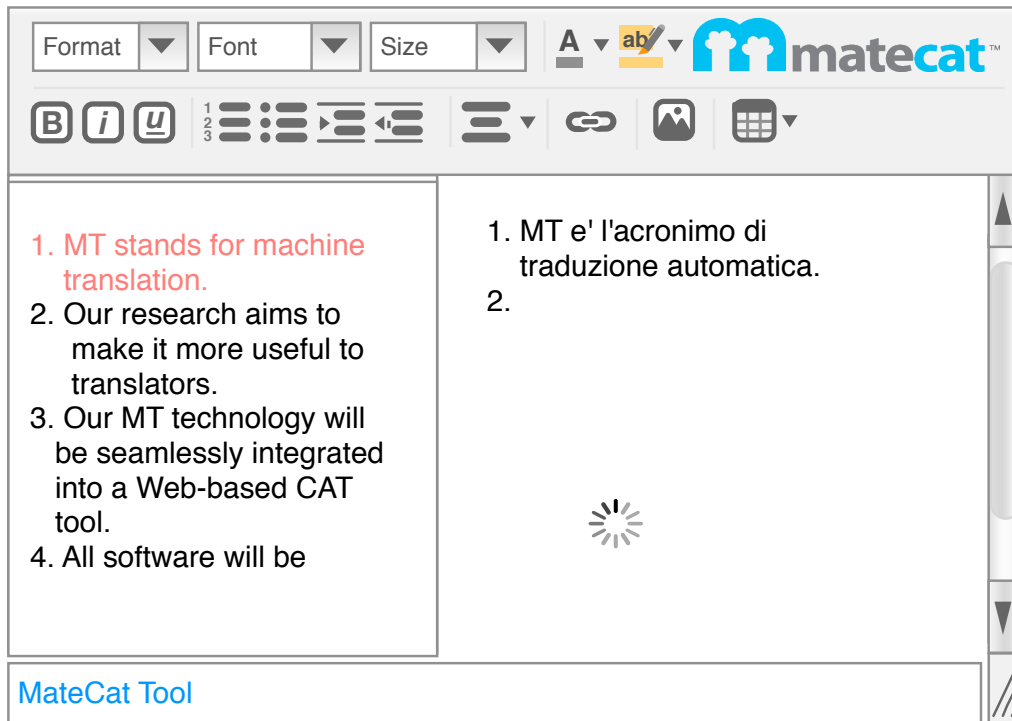 Format Font Size A ab matecat™
B i u 1 2 3
1. MT stands for machine
translation.
2. Our research aims to
make it more useful to
translators.
3. Our MT technology will
be seamlessly integrated
into a Web-based CAT
tool.
4. All software will be
1. MT e' l'acronimo di
traduzione automatica.
2.
MateCat Tool